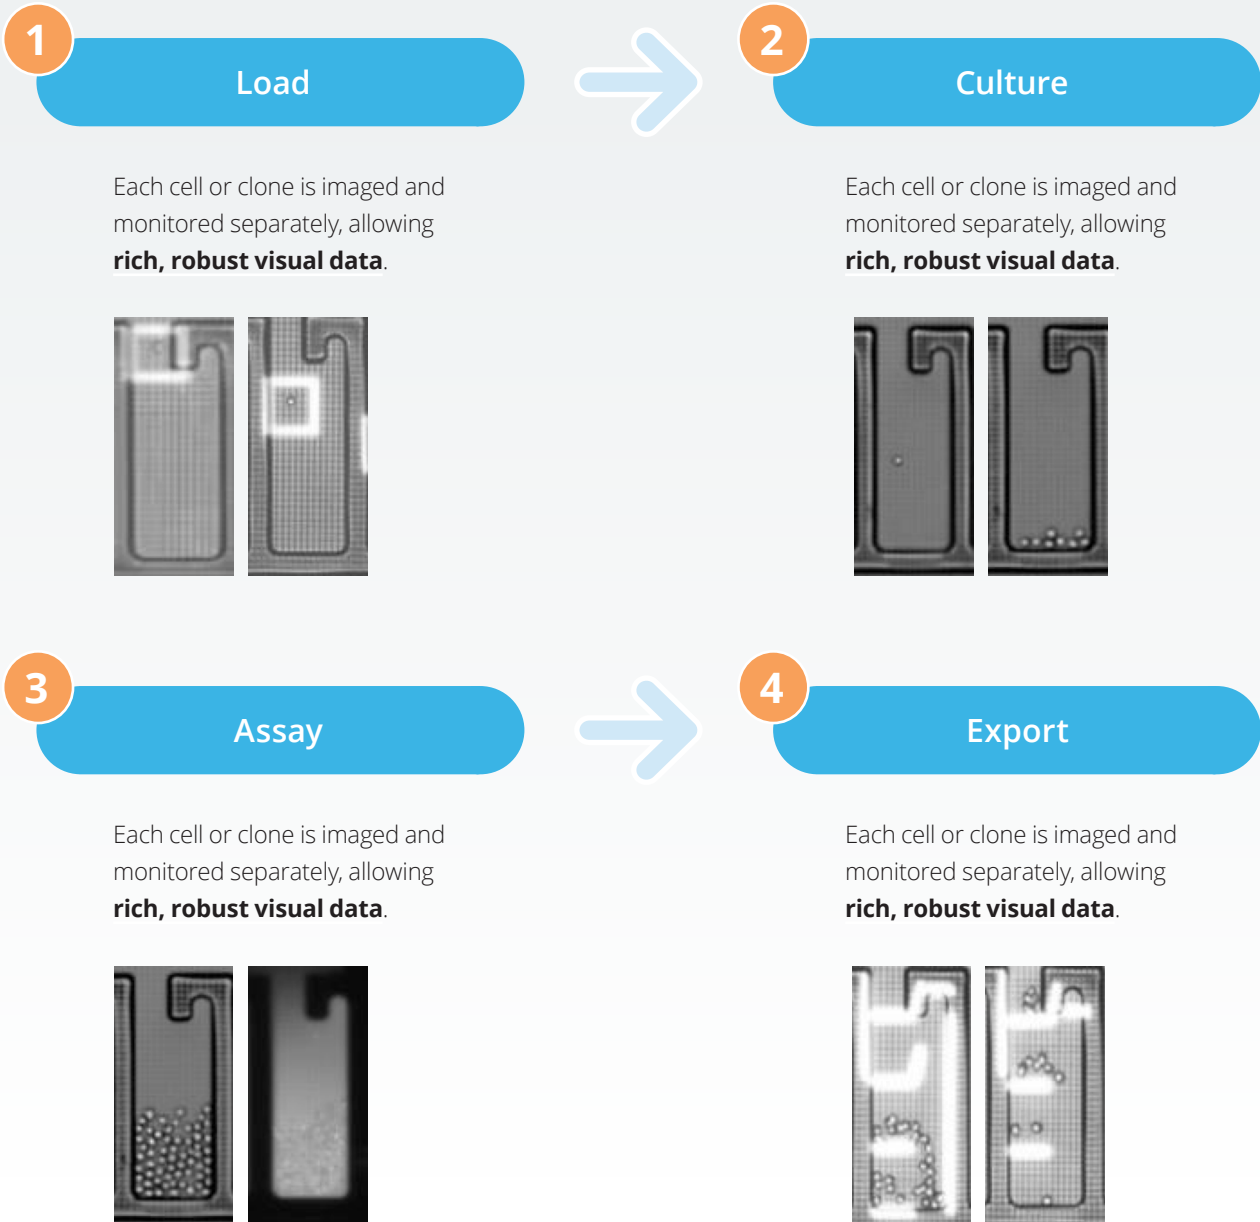 1
Load
2
Culture
Each cell or clone is imaged and
monitored separately, allowing
rich, robust visual data.
Each cell or clone is imaged and
monitored separately, allowing
rich, robust visual data.
3
Assay
4
Export
Each cell or clone is imaged and
monitored separately, allowing
rich, robust visual data.
Each cell or clone is imaged and
monitored separately, allowing
rich, robust visual data.